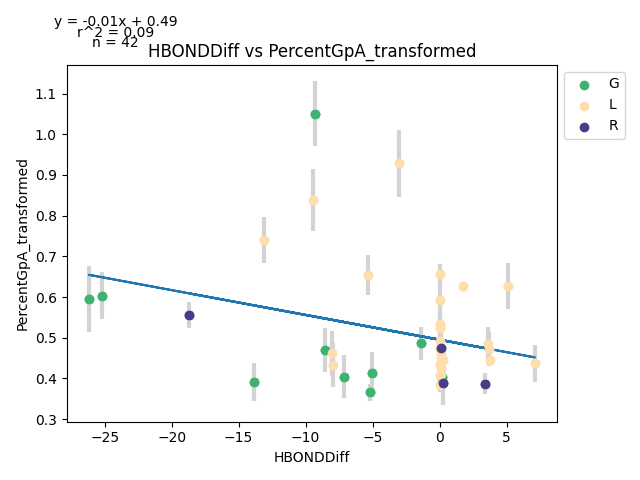 y = -0.01x + 0.49
r^2 = 0.09
n = 42
HBONDDiff vs PercentGpA_transformed
G
L
R
PercentGpA_transformed
1.1
1.0
0.9
0.8
0.7
0.6
0.5
0.4
0.3
−25
−20
−15
−10
−5
0
5
HBONDDiff